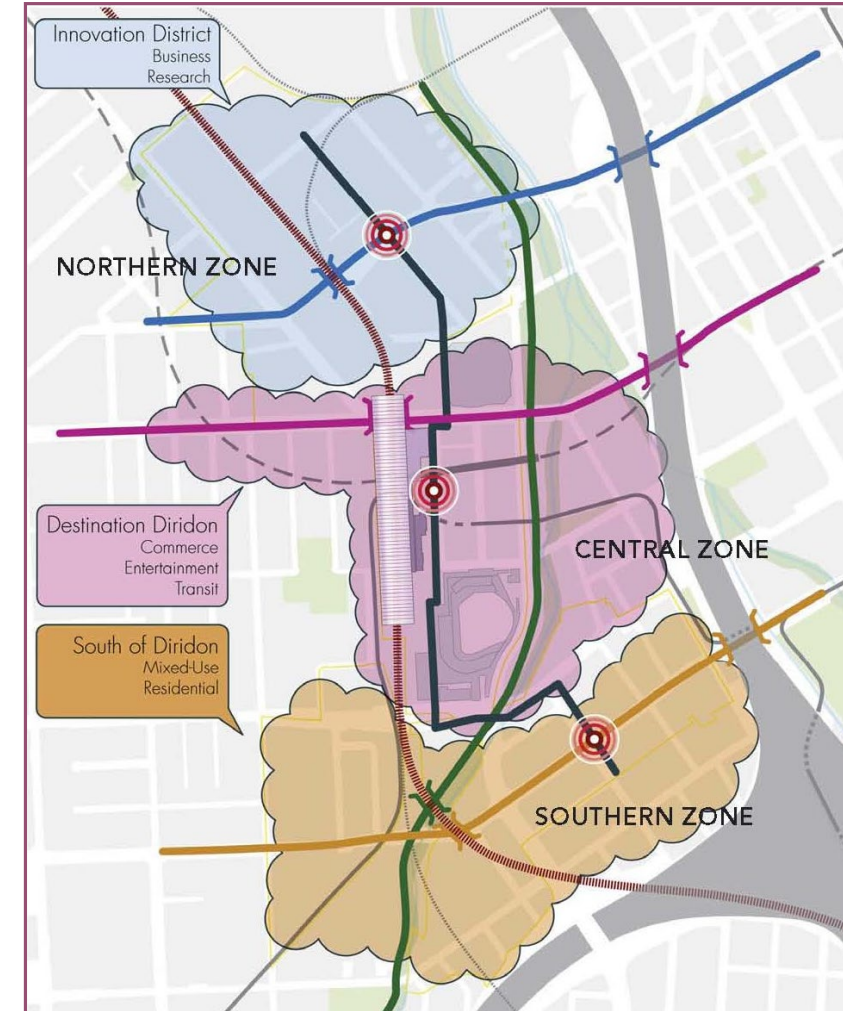 Innovation District
Business
Research
NORTHERN ZONE
Destination Diridon
Commerce
Entertainment
Transit
CENTRAL ZONE
South of Diridon
Mixed-Use
Residential
SOUTHERN ZONE